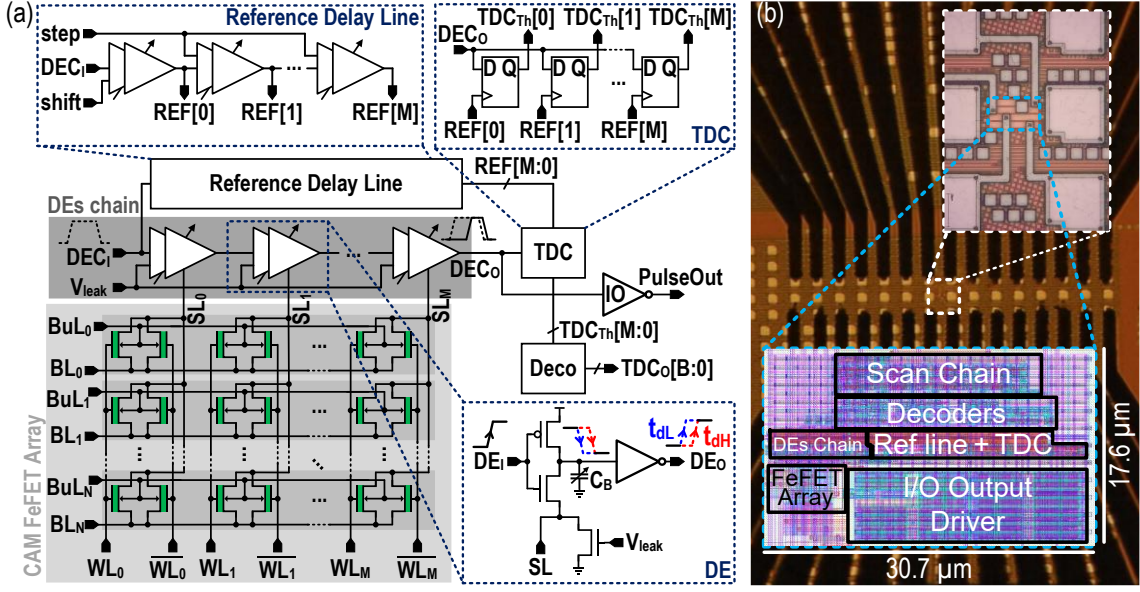 (a)
Reference Delay Line
step
DEC_I
shift
REF[0]
REF[1]
REF[M]
...
TDC_Th[0]
TDC_Th[1]
TDC_Th[M]
DEC_O
D Q
D Q
D Q
...
REF[0]
REF[1]
REF[M]
TDC
Reference Delay Line
REF[M:0]
DEs chain
DEC_I
V_leak
...
DEC_O
TDC
IO
PulseOut
TDC_Th[M:0]
Deco
TDC_O[B:0]
SL_0
SL_1
SL_M
CAM FeFET Array
BuL_0
BL_0
...
BuL_1
BL_1
...
BuL_N
BL_N
...
WL_0
W̅L̅_0
WL_1
W̅L̅_1
WL_M
W̅L̅_M
DE_I
t_dL
t_dH
C_B
DE_O
SL
V_leak
DE
(b)
Scan Chain
Decoders
DEs Chain
Ref line + TDC
FeFET
Array
I/O Output
Driver
17.6 μm
30.7 μm